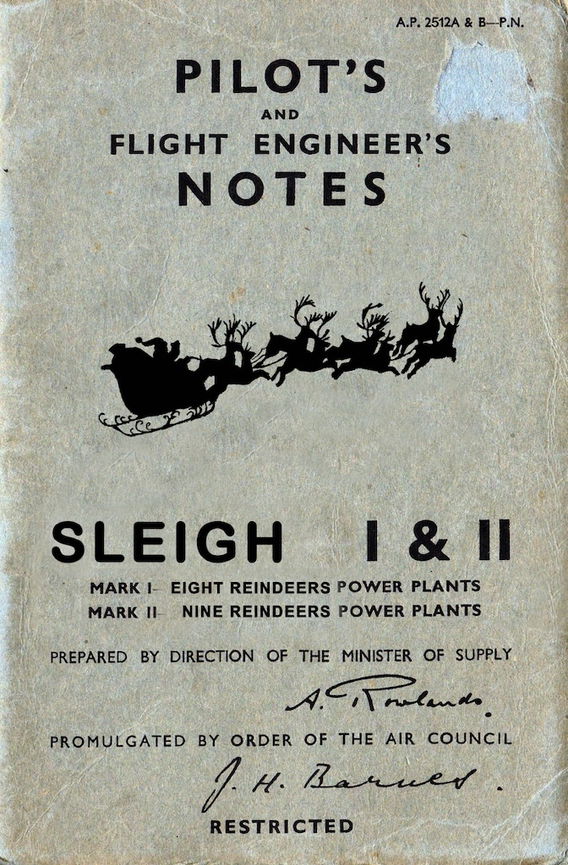 A.P. 2512A & B—P.N.
PILOT'S
AND
FLIGHT ENGINEER'S
NOTES
SLEIGH I & II
MARK I- EIGHT REINDEERS POWER PLANTS
MARK II NINE REINDEERS POWER PLANTS
PREPARED BY DIRECTION OF THE MINISTER OF SUPPLY
A. Rowlands.
PROMULGATED BY ORDER OF THE AIR COUNCIL
J. H. Barnes.
RESTRICTED